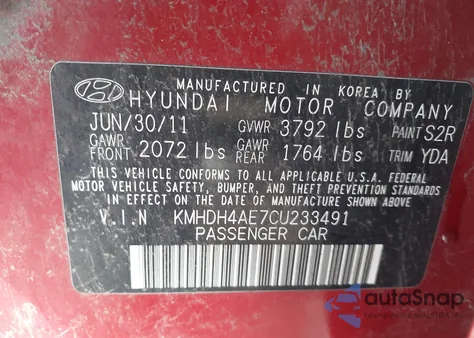 MANUFACTURED IN KOREA BY
HYUNDAI MOTOR COMPANY
JUN/30/11 GVWR 3792 lbs PAINT S2R
GAWR FRONT 2072 lbs GAWR REAR 1764 lbs TRIM YDA
THIS VEHICLE CONFORMS TO ALL APPLICABLE FEDERAL
MOTOR VEHICLE SAFETY, BUMPER, AND THEFT PREVENTION STANDARDS
IN EFFECT ON THE DATE OF MANUFACTURE SHOWN ABOVE.
V.I.N KMHDH4AE7CU233491
PASSENGER CAR
autoSnap